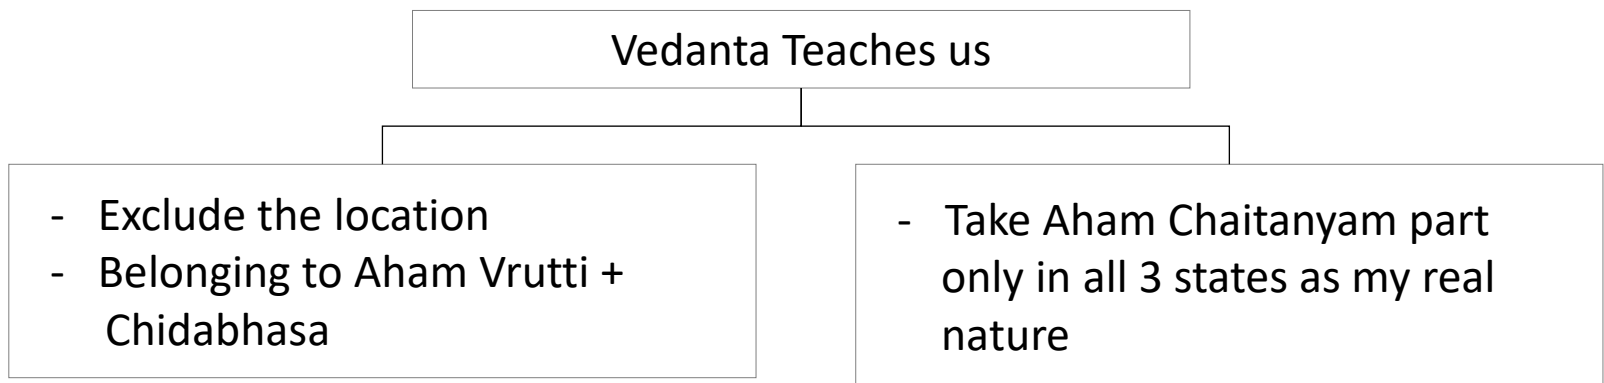 Vedanta Teaches us
- Exclude the location
- Belonging to Aham Vrutti +
Chidabhasa
- Take Aham Chaitanyam part
only in all 3 states as my real
nature